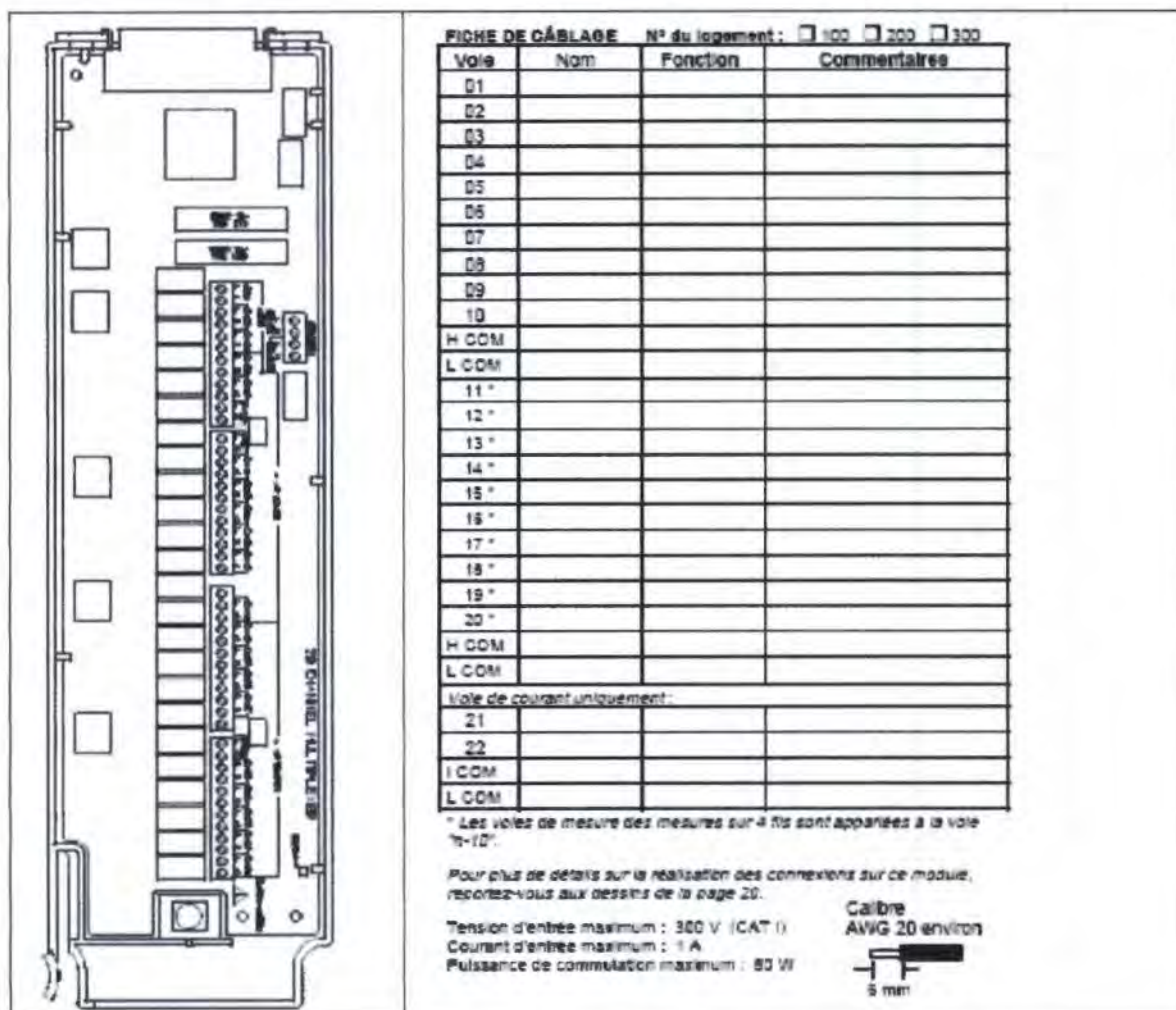 FICHE DE CÂBLAGE N° du logement : 100 200 300
Voie Nom Fonction Commentaires
01
02
03
04
05
06
07
08
09
10
H COM
L COM
11 *
12 *
13 *
14 *
15 *
16 *
17 *
18 *
19 *
20 *
H COM
L COM
Voie de courant uniquement :
21
22
I COM
L COM
* Les voies de mesure des mesures sur 4 fils sont appariées à la voie
"n-10".
Pour plus de détails sur la réalisation des connexions sur ce module,
reportez-vous aux dessins de la page 20.
Tension d'entrée maximum : 300 V (CAT I)
Courant d'entrée maximum : 1 A
Puissance de commutation maximum : 50 W
Calibre
AWG 20 environ
6 mm
20 CHANNEL MULTIPLEXER